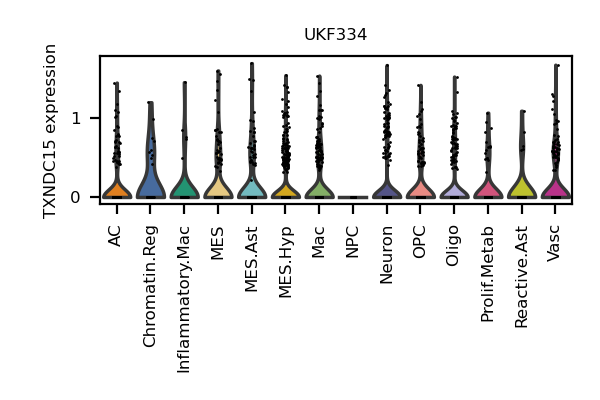 UKF334
TXNDC15 expression
1
0
AC
Chromatin.Reg
Inflammatory.Mac
MES
MES.Ast
MES.Hyp
Mac
NPC
Neuron
OPC
Oligo
Prolif.Metab
Reactive.Ast
Vasc